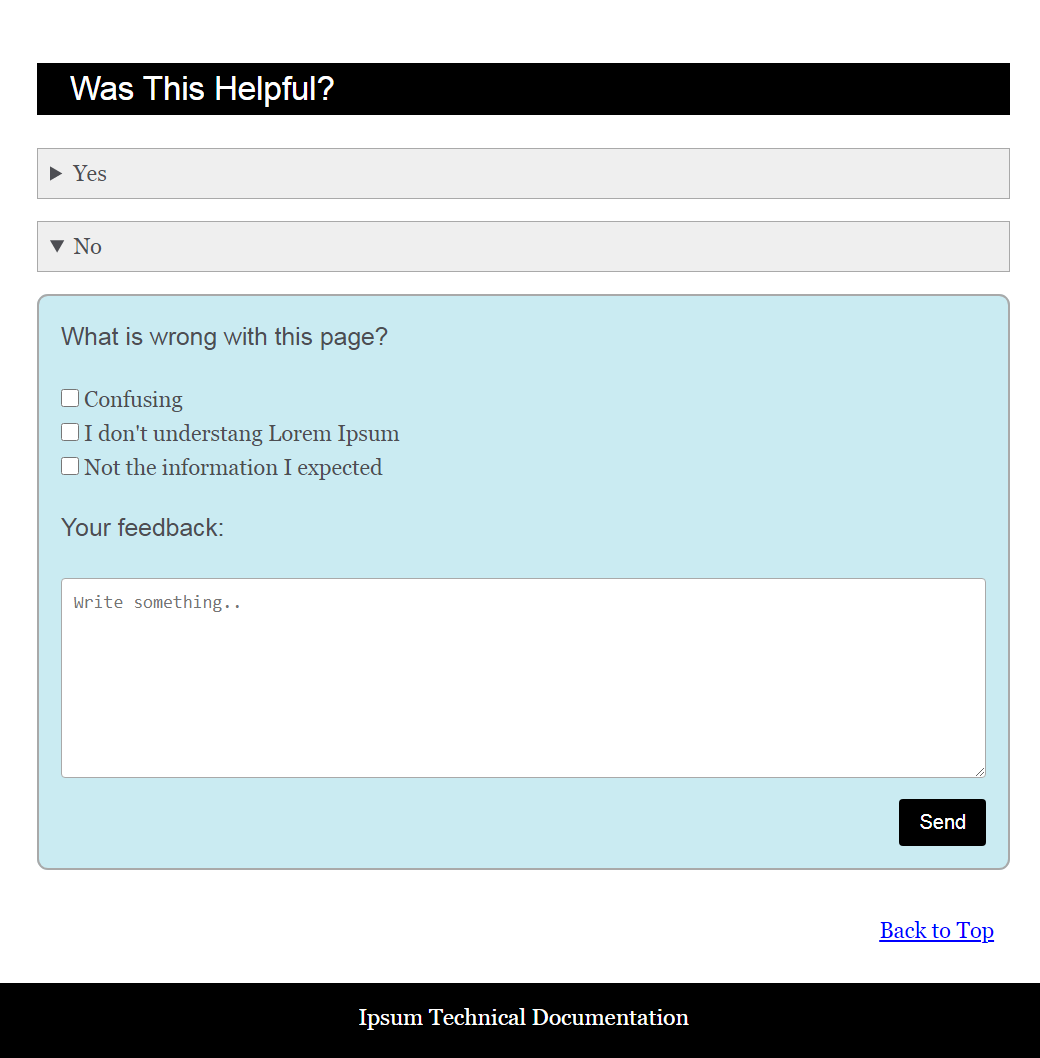 Was This Helpful?
Yes
No
What is wrong with this page?
Confusing
I don't understang Lorem Ipsum
Not the information I expected
Your feedback:
Write something..
Send
Back to Top
Ipsum Technical Documentation